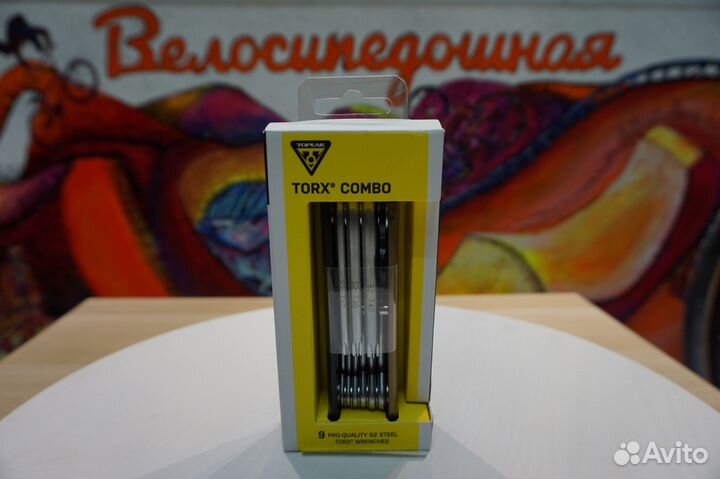 Велосипедошная
TOPEAK
TORX® COMBO
9 PRO-QUALITY S2 STEEL
TORX® WRENCHES
Avito